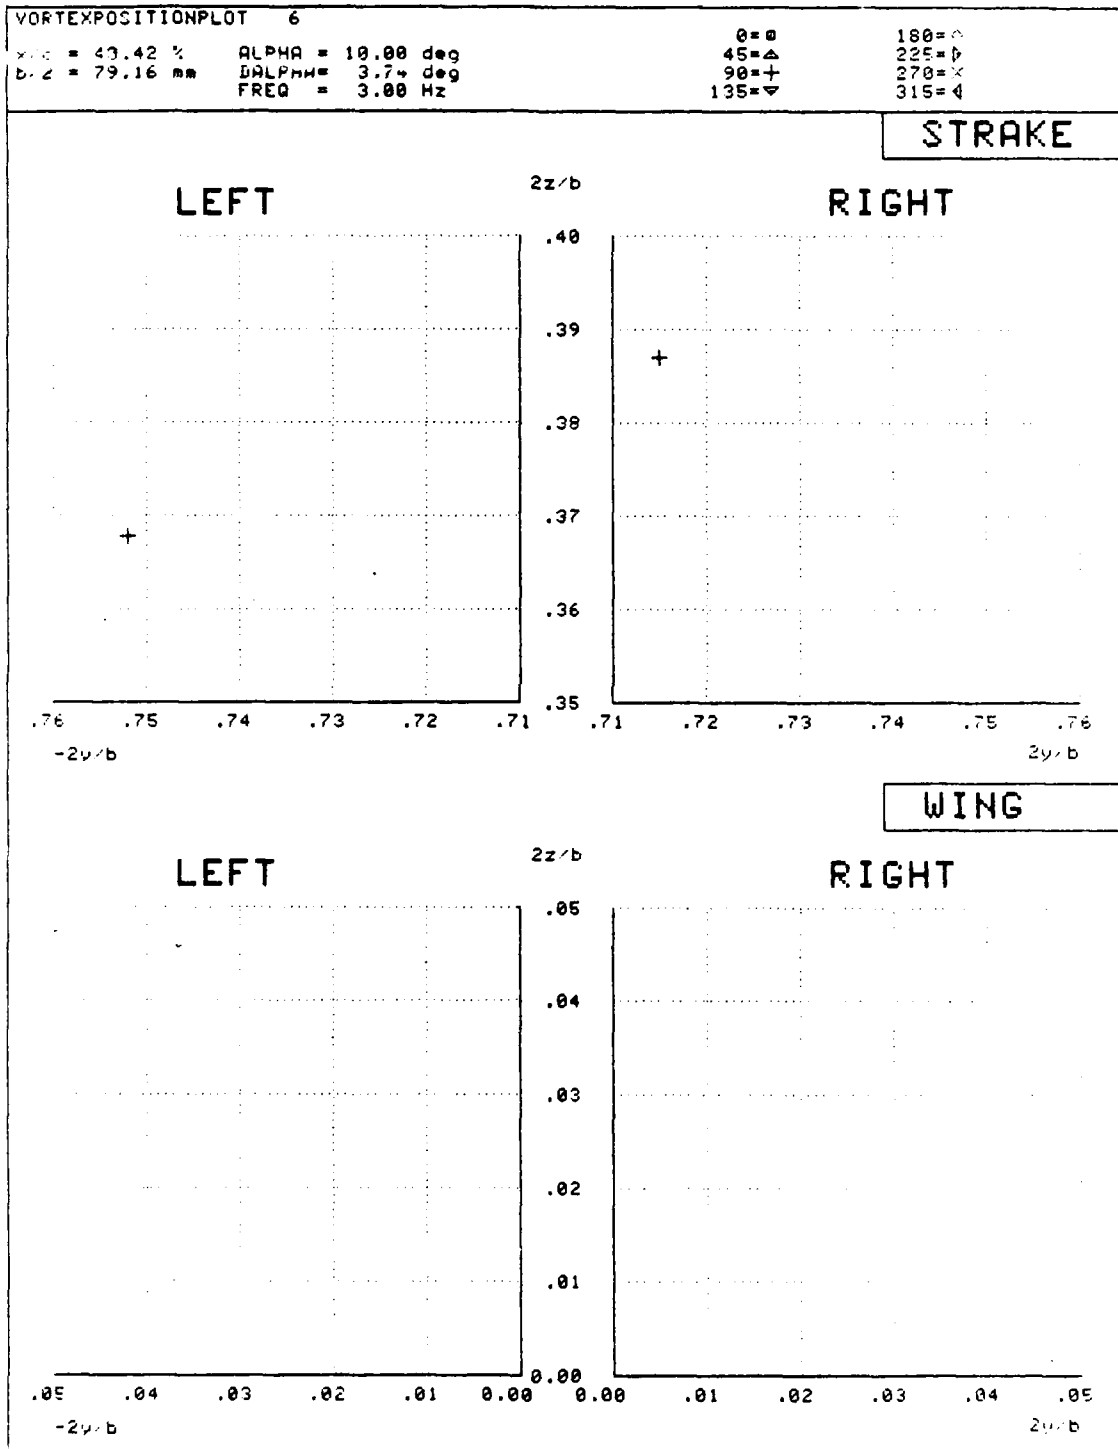 VORTEXPOSITIONPLOT 6
x/c = 43.42 % ALPHA = 10.00 deg
b/2 = 79.16 mm DALPHA= 3.74 deg
FREQ = 3.00 Hz
0=
45=
90=+
135=
180=
225=
270=×
315=
STRAKE
LEFT 2z/b RIGHT
.40
.39
.38
.37
.36
.35
.76 .75 .74 .73 .72 .71 .71 .72 .73 .74 .75 .76
-2y/b 2y/b
WING
LEFT 2z/b RIGHT
.05
.04
.03
.02
.01
0.00
.05 .04 .03 .02 .01 0.00 0.00 .01 .02 .03 .04 .05
-2y/b 2y/b